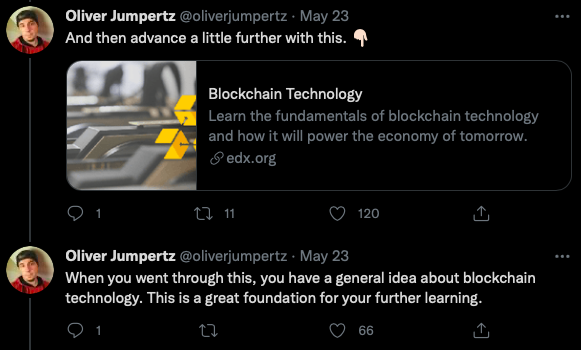 Oliver Jumpertz @oliverjumpertz · May 23
And then advance a little further with this. 👇🏻
Blockchain Technology
Learn the fundamentals of blockchain technology
and how it will power the economy of tomorrow.
edx.org
1 11 120
Oliver Jumpertz @oliverjumpertz · May 23
When you went through this, you have a general idea about blockchain
technology. This is a great foundation for your further learning.
1 66